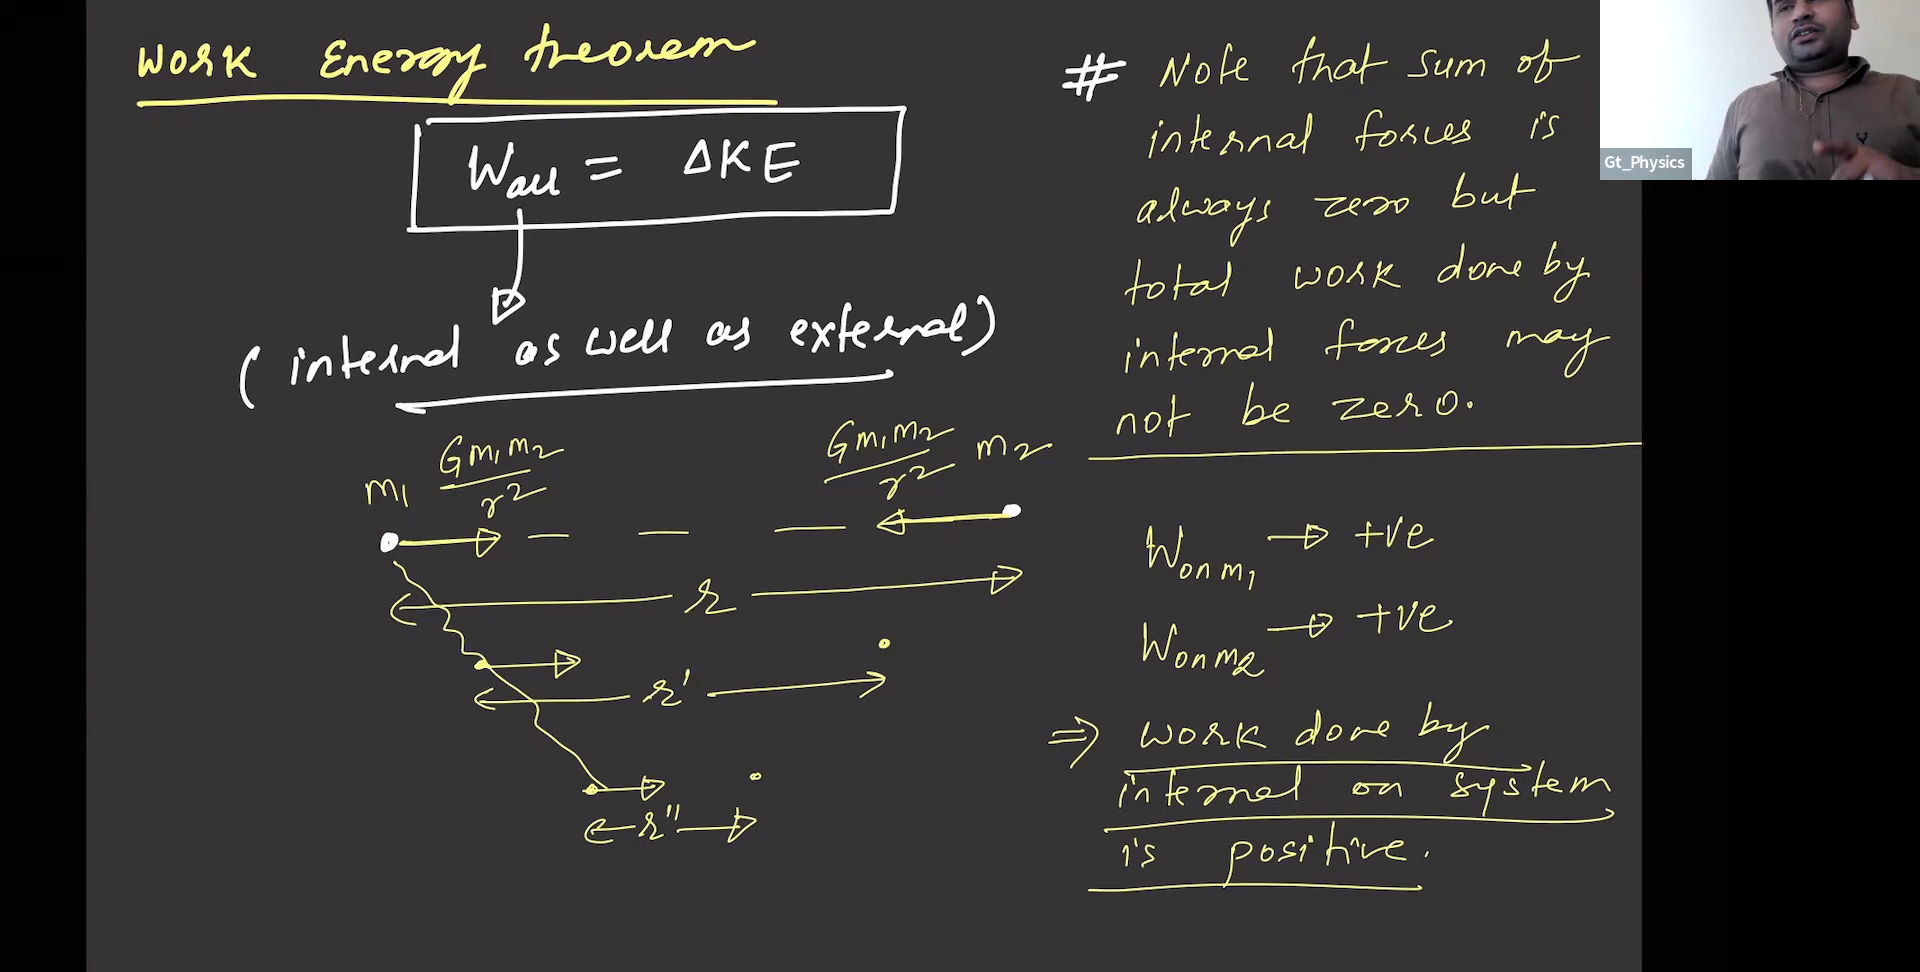 Work Energy theorem
Wall = ΔKE
(internal as well as external)
Gm1m2/r2
m1
Gm1m2/r2
m2
r
r'
r"
# Note that sum of
internal forces is
always zero but
total work done by
internal forces may
not be zero.
Won m1 → +ve
Won m2 → +ve
⇒ work done by
internal on system
is positive.
Gt_Physics